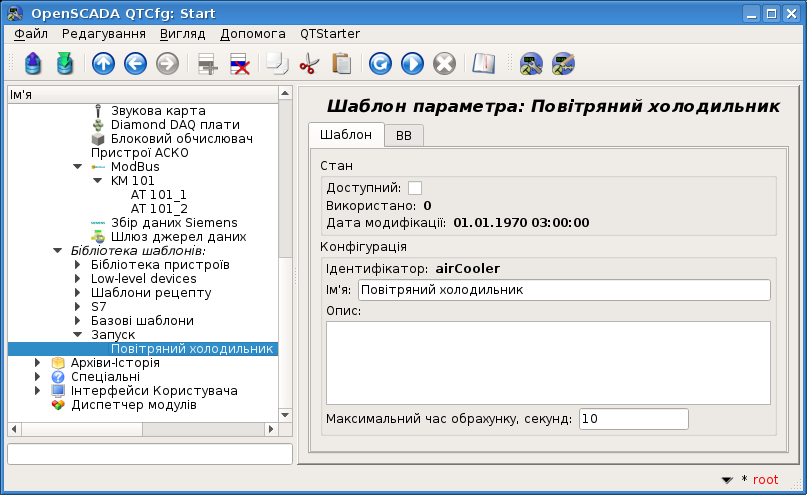 OpenSCADA QTCfg: Start
Файл Редагування Вигляд Допомога QTStarter
Ім'я
Звукова карта
Diamond DAQ плати
Блоковий обчислювач
Пристрої АСКО
ModBus
KM 101
AT 101_1
AT 101_2
SIEMENS Збір даних Siemens
Шлюз джерел даних
Бібліотека шаблонів:
Бібліотека пристроїв
Low-level devices
Шаблони рецепту
S7
Базові шаблони
Запуск
Повітряний холодильник
Архіви-Історія
Спеціальні
Інтерфейси Користувача
Диспетчер модулів
Шаблон параметра: Повітряний холодильник
Шаблон ВВ
Стан
Доступний:
Використано: 0
Дата модифікації: 01.01.1970 03:00:00
Конфігурація
Ідентифікатор: airCooler
Ім'я: Повітряний холодильник
Опис:
Максимальний час обрахунку, секунд: 10
* root